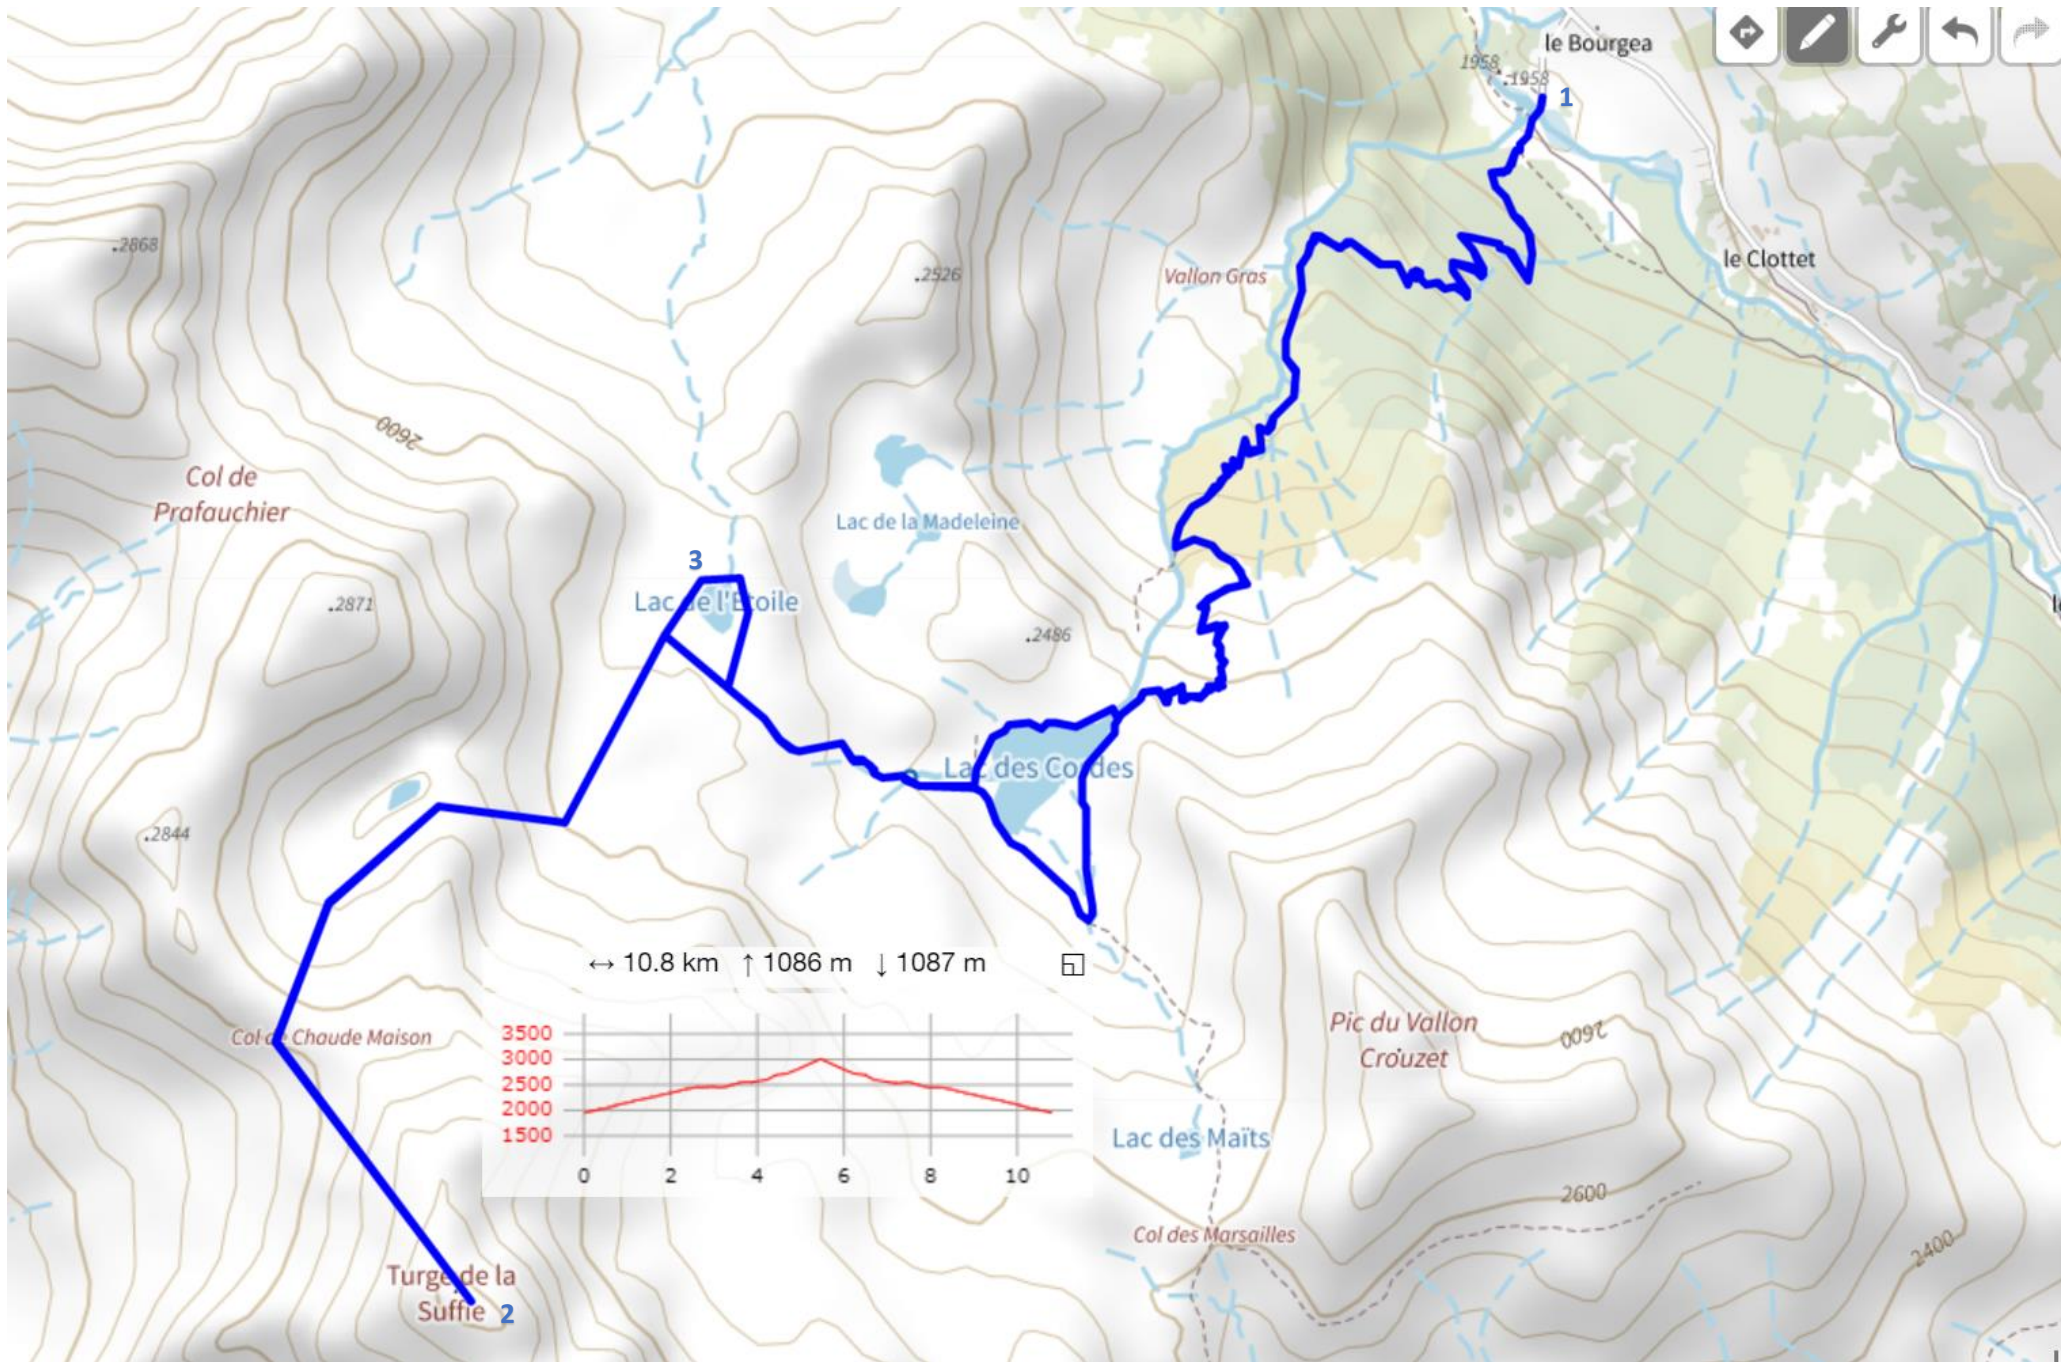 le Bourgea
1958
.1958
1
.2868
.2526
Vallon Gras
le Clottet
2600
Col de
Prafauchier
Lac de la Madeleine
3
Lac de l'Étoile
.2871
.2486
Lac des Cordes
.2844
↔ 10.8 km ↑ 1086 m ↓ 1087 m
Col de Chaude Maison
Pic du Vallon
Crouzet
2600
3500
3000
2500
2000
1500
0 2 4 6 8 10
Lac des Maïts
2600
Col des Marsailles
2400
Turge de la
Suffie
2